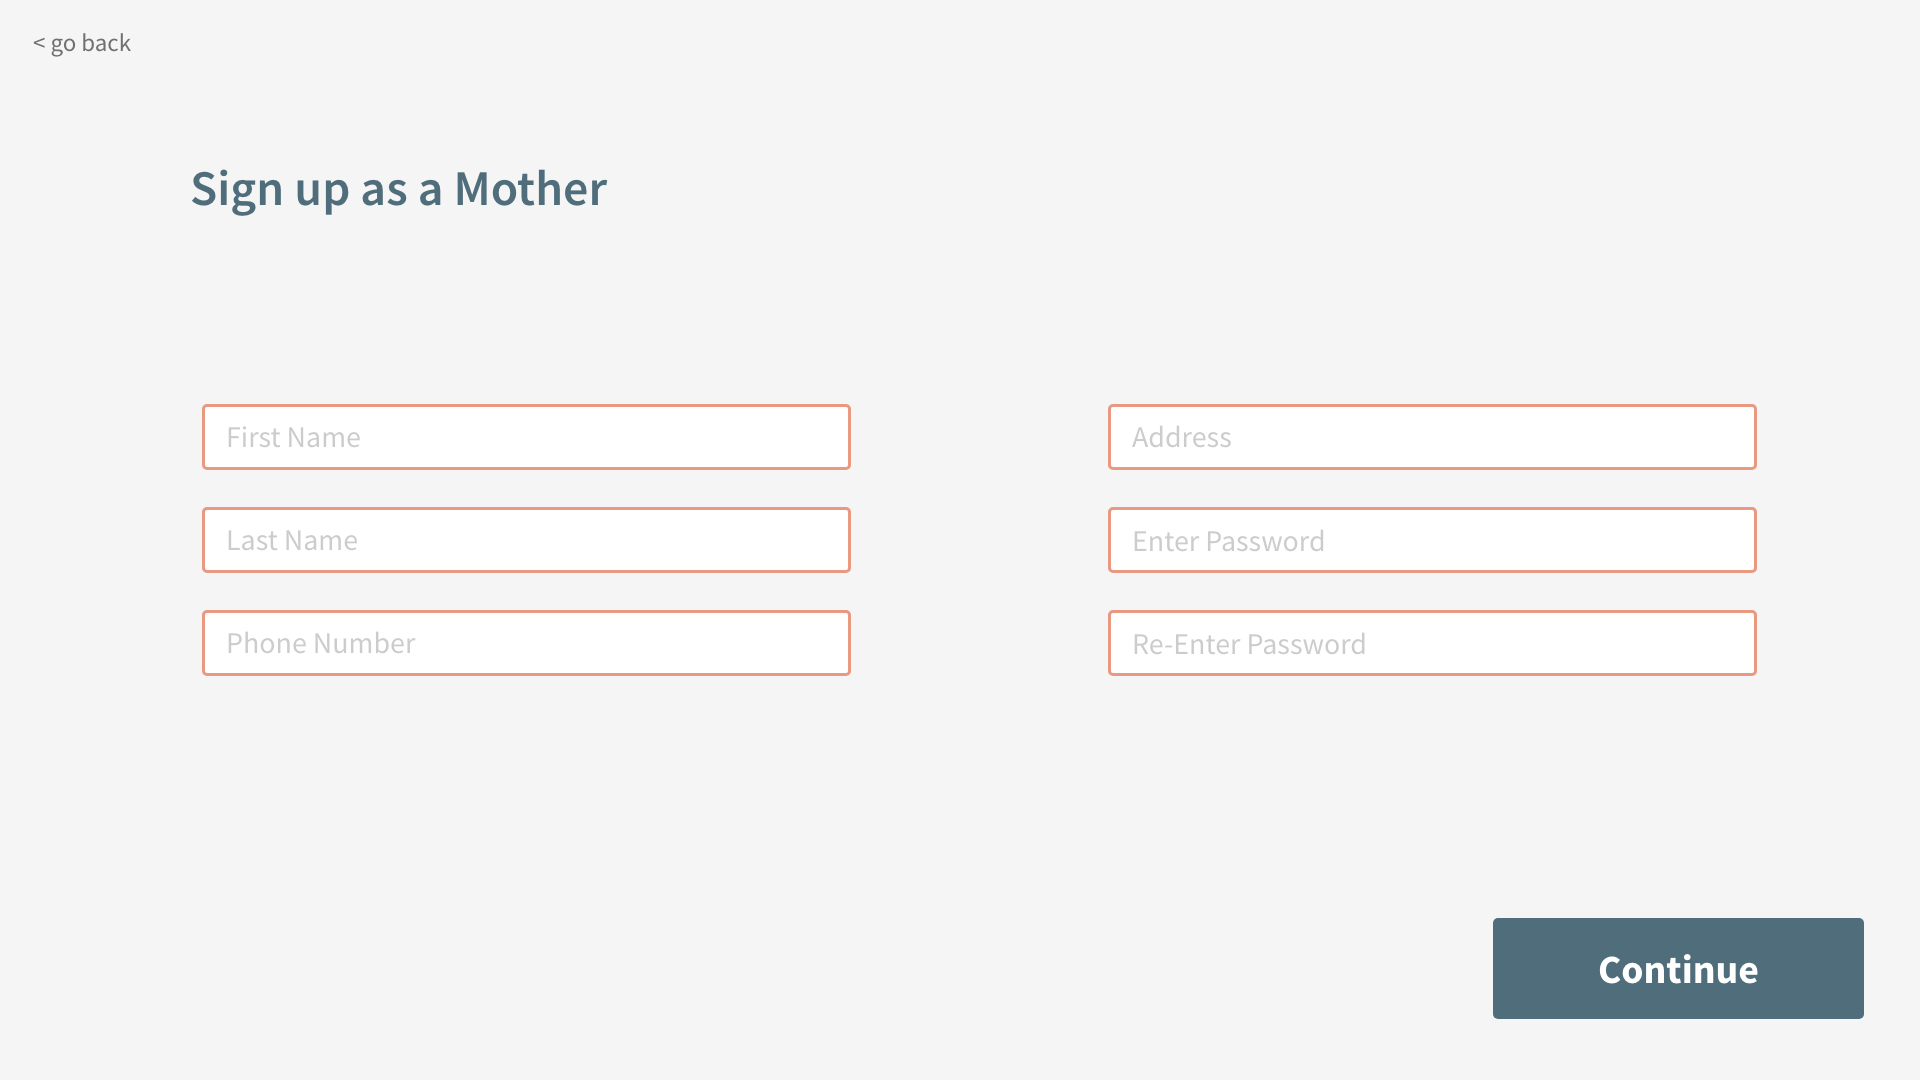 < go back
Sign up as a Mother
First Name
Last Name
Phone Number
Address
Enter Password
Re-Enter Password
Continue